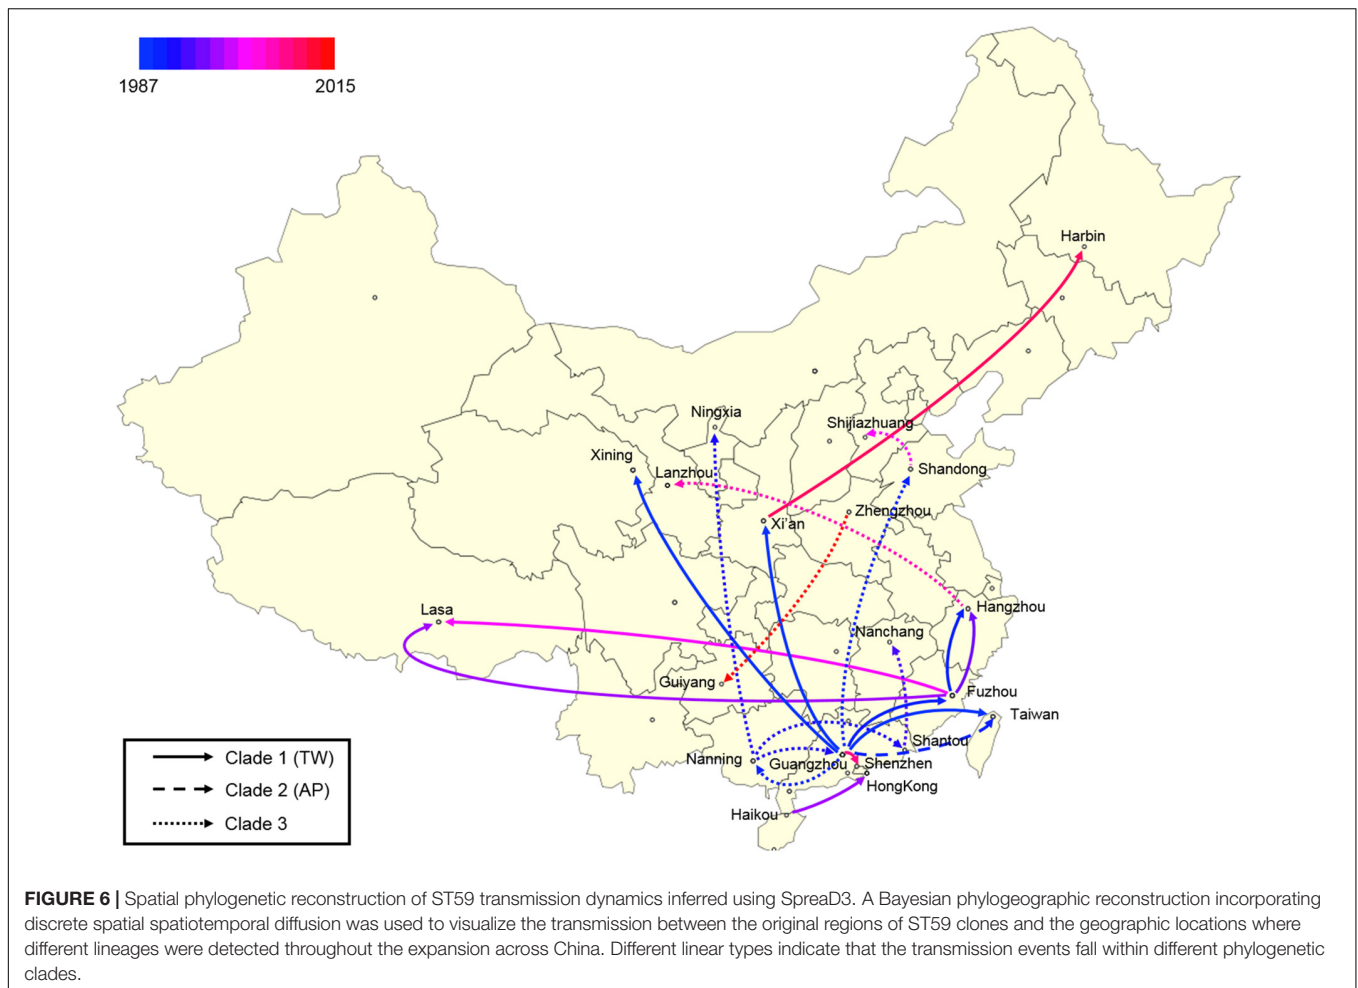 1987 2015
Harbin
Ningxia
Shijiazhuang
Xining
Lanzhou
Shandong
Zhengzhou
Xi'an
Hangzhou
Lasa
Nanchang
Guiyang
Fuzhou
Taiwan
Shantou
Nanning
Guangzhou
Shenzhen
HongKong
Haikou
Clade 1 (TW)
Clade 2 (AP)
Clade 3
FIGURE 6 | Spatial phylogenetic reconstruction of ST59 transmission dynamics inferred using SpreaD3. A Bayesian phylogeographic reconstruction incorporating
discrete spatial spatiotemporal diffusion was used to visualize the transmission between the original regions of ST59 clones and the geographic locations where
different lineages were detected throughout the expansion across China. Different linear types indicate that the transmission events fall within different phylogenetic
clades.